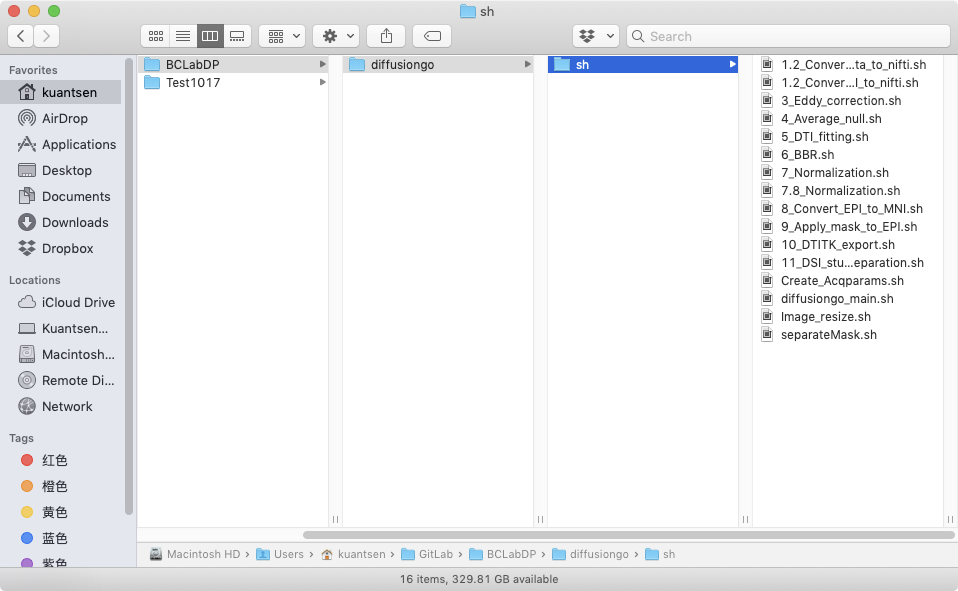 sh
Search
Favorites
kuantsen
AirDrop
Applications
Desktop
Documents
Downloads
Dropbox
Locations
iCloud Drive
Kuantsen...
Macintosh...
Remote Di...
Network
Tags
红色
橙色
黄色
蓝色
紫色
BCLabDP
Test1017
diffusiongo
sh
1.2_Conver...ta_to_nifti.sh
1.2_Conver...l_to_nifti.sh
3_Eddy_correction.sh
4_Average_null.sh
5_DTI_fitting.sh
6_BBR.sh
7_Normalization.sh
7.8_Normalization.sh
8_Convert_EPI_to_MNI.sh
9_Apply_mask_to_EPI.sh
10_DTITK_export.sh
11_DSI_stu...eparation.sh
Create_Acqparams.sh
diffusiongo_main.sh
Image_resize.sh
separateMask.sh
Macintosh HD › Users › kuantsen › GitLab › BCLabDP › diffusiongo › sh
16 items, 329.81 GB available